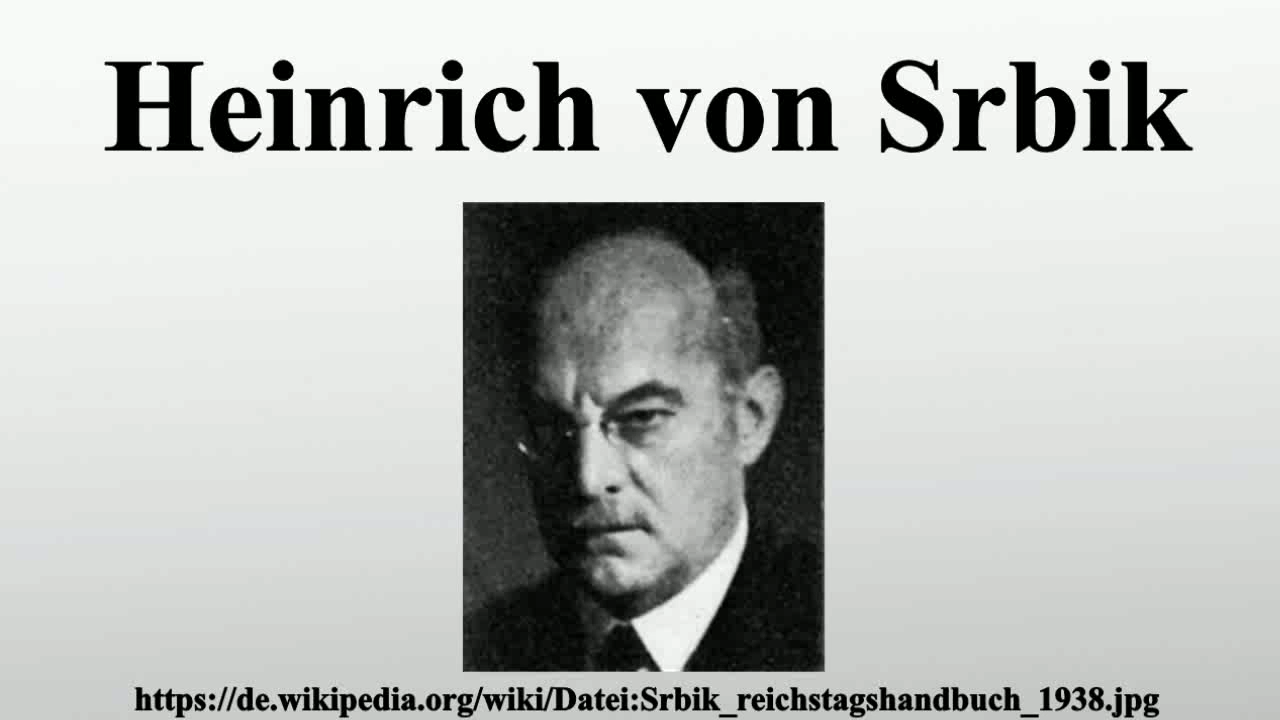 Heinrich von Srbik
https://de.wikipedia.org/wiki/Datei:Srbik_reichstagshandbuch_1938.jpg